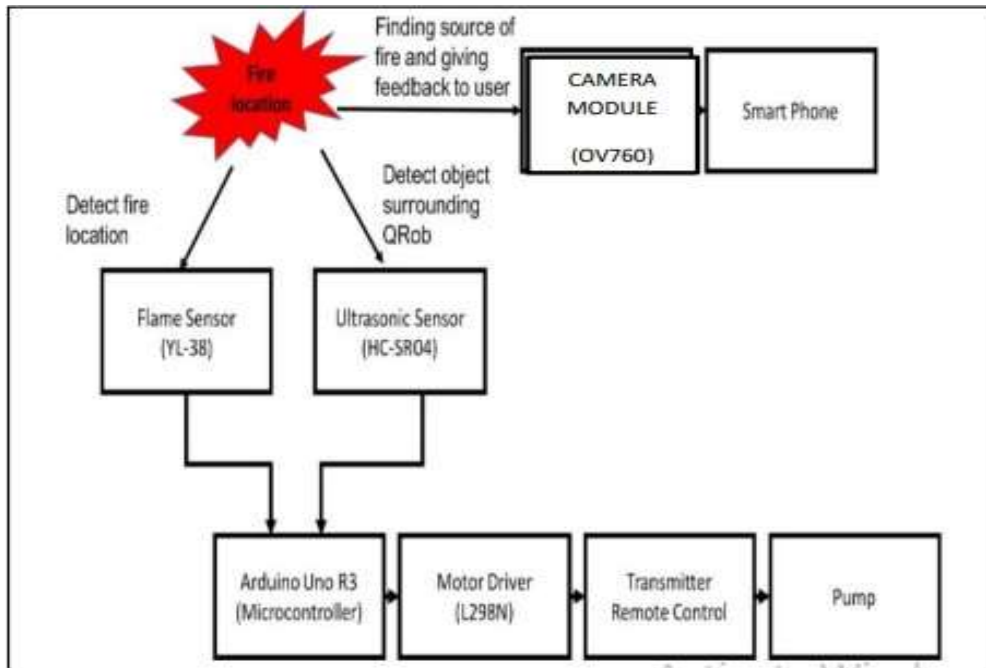 Fire
location
Finding source of
fire and giving
feedback to user
CAMERA
MODULE
(OV760)
Smart Phone
Detect fire
location
Detect object
surrounding
QRob
Flame Sensor
(YL-38)
Ultrasonic Sensor
(HC-SR04)
Arduino Uno R3
(Microcontroller)
Motor Driver
(L298N)
Transmitter
Remote Control
Pump